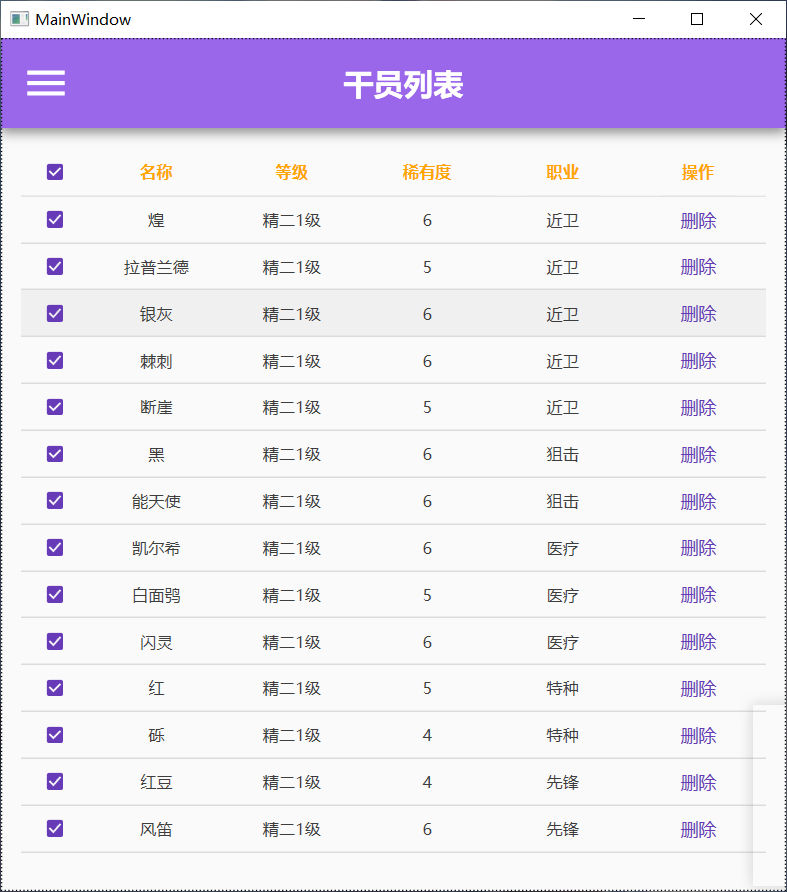 MainWindow
干员列表
名称 等级 稀有度 职业 操作
煌 精二1级 6 近卫 删除
拉普兰德 精二1级 5 近卫 删除
银灰 精二1级 6 近卫 删除
棘刺 精二1级 6 近卫 删除
断崖 精二1级 5 近卫 删除
黑 精二1级 6 狙击 删除
能天使 精二1级 6 狙击 删除
凯尔希 精二1级 6 医疗 删除
白面鸮 精二1级 5 医疗 删除
闪灵 精二1级 6 医疗 删除
红 精二1级 5 特种 删除
砾 精二1级 4 特种 删除
红豆 精二1级 4 先锋 删除
风笛 精二1级 6 先锋 删除